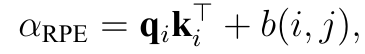 α_RPE = q_i k_i^⊤ + b(i, j),